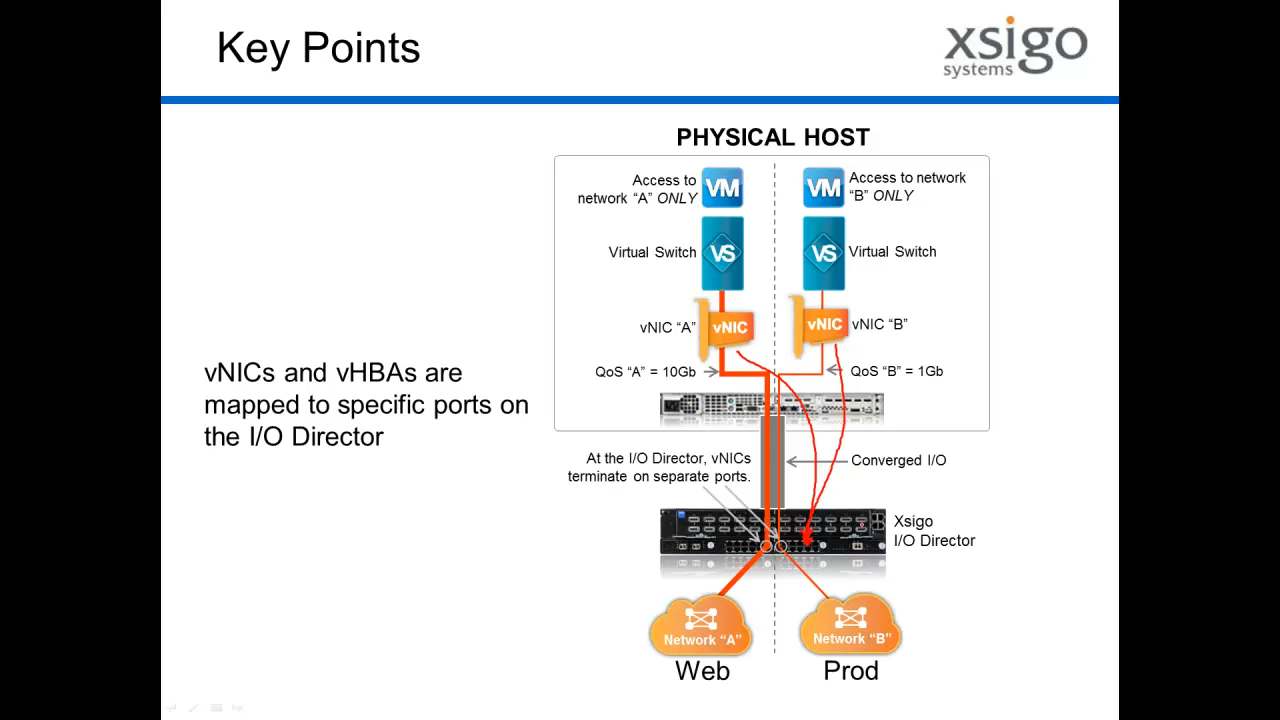 Key Points
xsigo
systems
PHYSICAL HOST
Access to
network “A” ONLY
VM
VM
Access to network
“B” ONLY
Virtual Switch
VS
VS
Virtual Switch
vNIC “A”
vNIC
vNIC
vNIC “B”
QoS “A” = 10Gb
QoS “B” = 1Gb
vNICs and vHBAs are
mapped to specific ports on
the I/O Director
At the I/O Director, vNICs
terminate on separate ports.
Converged I/O
Xsigo
I/O Director
Network “A”
Network “B”
Web
Prod